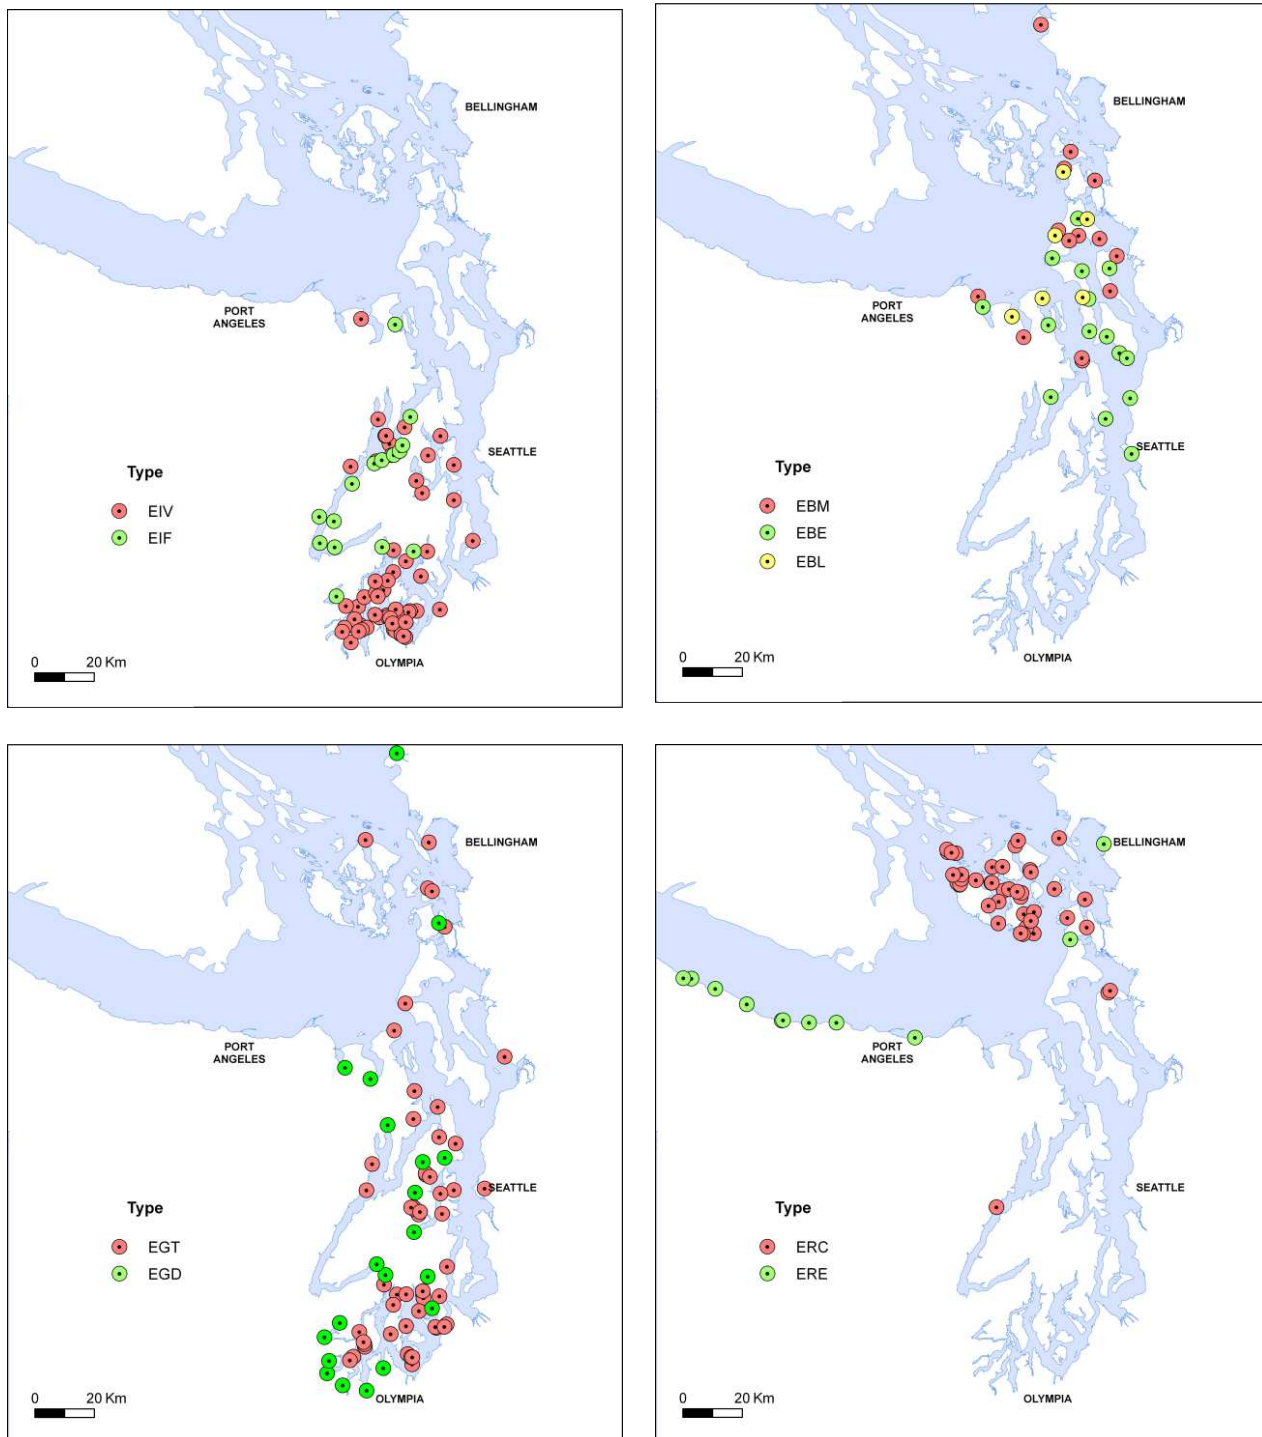 BELLINGHAM
PORT
ANGELES
SEATTLE
Type
EIV
EIF
0 20 Km
OLYMPIA
BELLINGHAM
PORT
ANGELES
SEATTLE
Type
EBM
EBE
EBL
0 20 Km
OLYMPIA
BELLINGHAM
PORT
ANGELES
SEATTLE
Type
EGT
EGD
0 20 Km
OLYMPIA
BELLINGHAM
PORT
ANGELES
SEATTLE
Type
ERC
ERE
0 20 Km
OLYMPIA